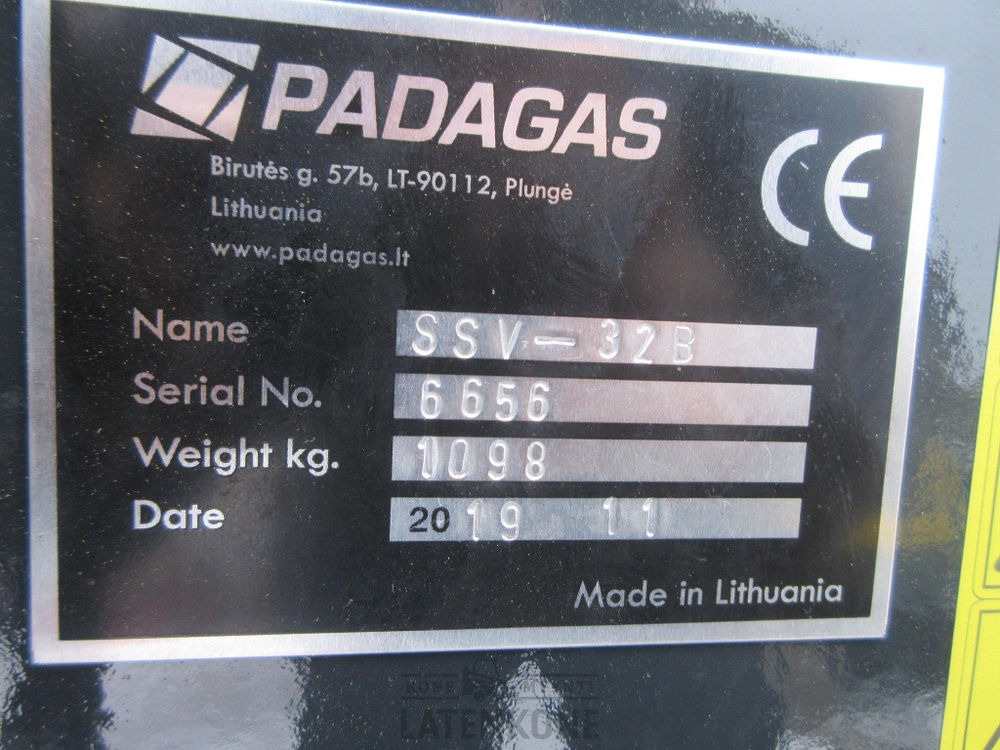 PADAGAS
Birutės g. 57b, LT-90112, Plungė
Lithuania
www.padagas.lt
CE
Name SSV-32B
Serial No. 6656
Weight kg. 1098
Date 2019 11
Made in Lithuania
LATENKONE